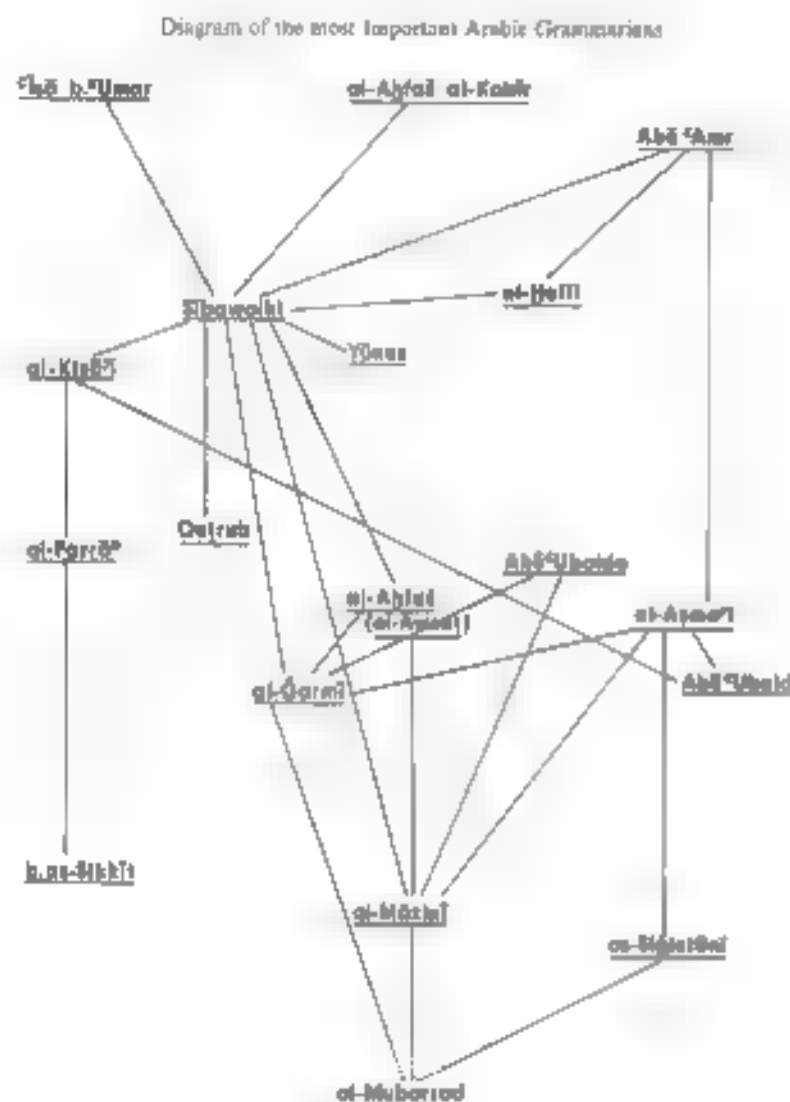 Diagram of the most Important Arabic Grammarians
ʿĪsā b.ʿUmar
al-Aḫfaš al-Kabīr
Abū ʿAmr
al-Ḫalīl
Sībawaihi
Yūnus
al-Kisāʾī
Quṭrub
al-Farrāʾ
Abū ʿUbaida
al-Aḫfaš
al-Aṣmaʿī
al-Ǧarmī
Abū ʿUbaid
b.as-Sikkīt
al-Māzinī
as-Siǧistānī
al-Mubarrad